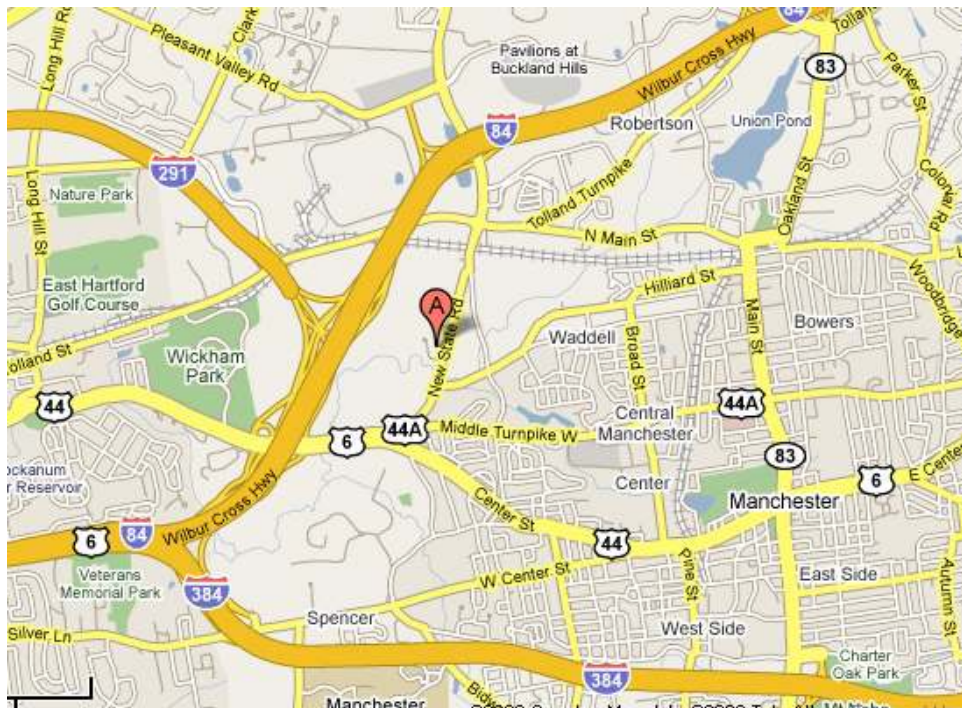 Long Hill Rd
Pleasant Valley Rd
Clark
84
Tolland
Pavilions at
Buckland Hills
Wilbur Cross Hwy
83
Parker St
84
Robertson
Union Pond
291
Nature Park
Long Hill St
Tolland Turnpike
Oakland St
Colonial Rd
N Main St
East Hartford
Golf Course
Hilliard St
Woodbridge
A
New State Rd
Main St
Bowers
Waddell
Broad St
olland St
Wickham
Park
44
44A
Central
Manchester
6
44A
Middle Turnpike W
83
E Center
ockanum
r Reservoir
Center
6
Manchester
Wilbur Cross Hwy
Center St
6
84
44
Veterans
Memorial Park
384
W Center St
Pine St
East Side
Autumn St
Spencer
West Side
Silver Ln
Charter
Oak Park
384
Manchester